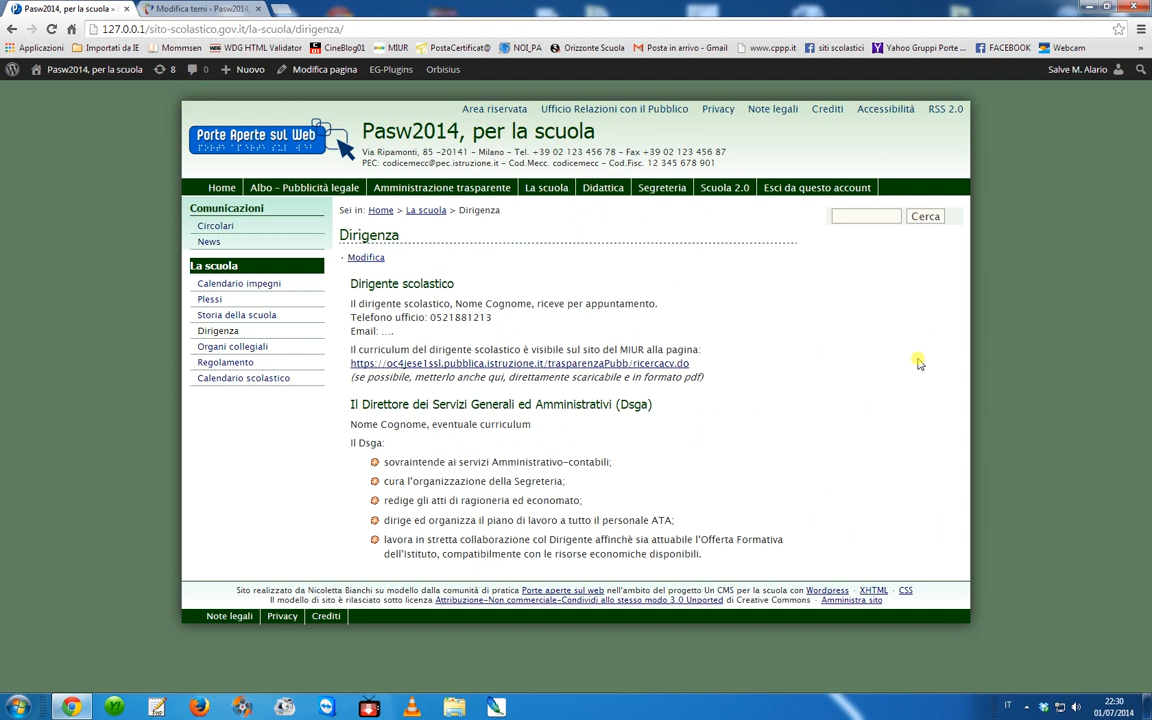 Pasw2014, per la scuola »
Modifica temi ‹ Pasw2014
127.0.0.1/sito-scolastico.gov.it/la-scuola/dirigenza/
Applicazioni Importati da IE Mommsen WDG HTML Validator CineBlog01 MIUR PostaCertificat@ NOI_PA Orizzonte Scuola Posta in arrivo - Gmail www.cppp.it siti scolastici Yahoo Gruppi Porte ... FACEBOOK Webcam »
Pasw2014, per la scuola 8 0 Nuovo Modifica pagina EG-Plugins Orbisius Salve M. Alario
Area riservata Ufficio Relazioni con il Pubblico Privacy Note legali Crediti Accessibilità RSS 2.0
Porte Aperte sul Web
Pasw2014, per la scuola
Via Ripamonti, 85 -20141 - Milano - Tel. +39 02 123 456 78 - Fax +39 02 123 456 87
PEC: codicemecc@pec.istruzione.it - Cod.Mecc. codicemecc - Cod.Fisc. 12 345 678 901
Home Albo – Pubblicità legale Amministrazione trasparente La scuola Didattica Segreteria Scuola 2.0 Esci da questo account
Comunicazioni
Circolari
News
La scuola
Calendario impegni
Plessi
Storia della scuola
Dirigenza
Organi collegiali
Regolamento
Calendario scolastico
Sei in: Home > La scuola > Dirigenza
Cerca
Dirigenza
· Modifica
Dirigente scolastico
Il dirigente scolastico, Nome Cognome, riceve per appuntamento.
Telefono ufficio: 0521881213
Email: ….
Il curriculum del dirigente scolastico è visibile sul sito del MIUR alla pagina:
https://oc4jese1ssl.pubblica.istruzione.it/trasparenzaPubb/ricercacv.do
(se possibile, metterlo anche qui, direttamente scaricabile e in formato pdf)
Il Direttore dei Servizi Generali ed Amministrativi (Dsga)
Nome Cognome, eventuale curriculum
Il Dsga:
sovraintende ai servizi Amministrativo-contabili;
cura l'organizzazione della Segreteria;
redige gli atti di ragioneria ed economato;
dirige ed organizza il piano di lavoro a tutto il personale ATA;
lavora in stretta collaborazione col Dirigente affinchè sia attuabile l'Offerta Formativa
dell'Istituto, compatibilmente con le risorse economiche disponibili.
Sito realizzato da Nicoletta Bianchi su modello dalla comunità di pratica Porte aperte sul web nell'ambito del progetto Un CMS per la scuola con Wordpress · XHTML · CSS
Il modello di sito è rilasciato sotto licenza Attribuzione-Non commerciale-Condividi allo stesso modo 3.0 Unported di Creative Commons · Amministra sito
Note legali Privacy Crediti
IT
22:30
01/07/2014